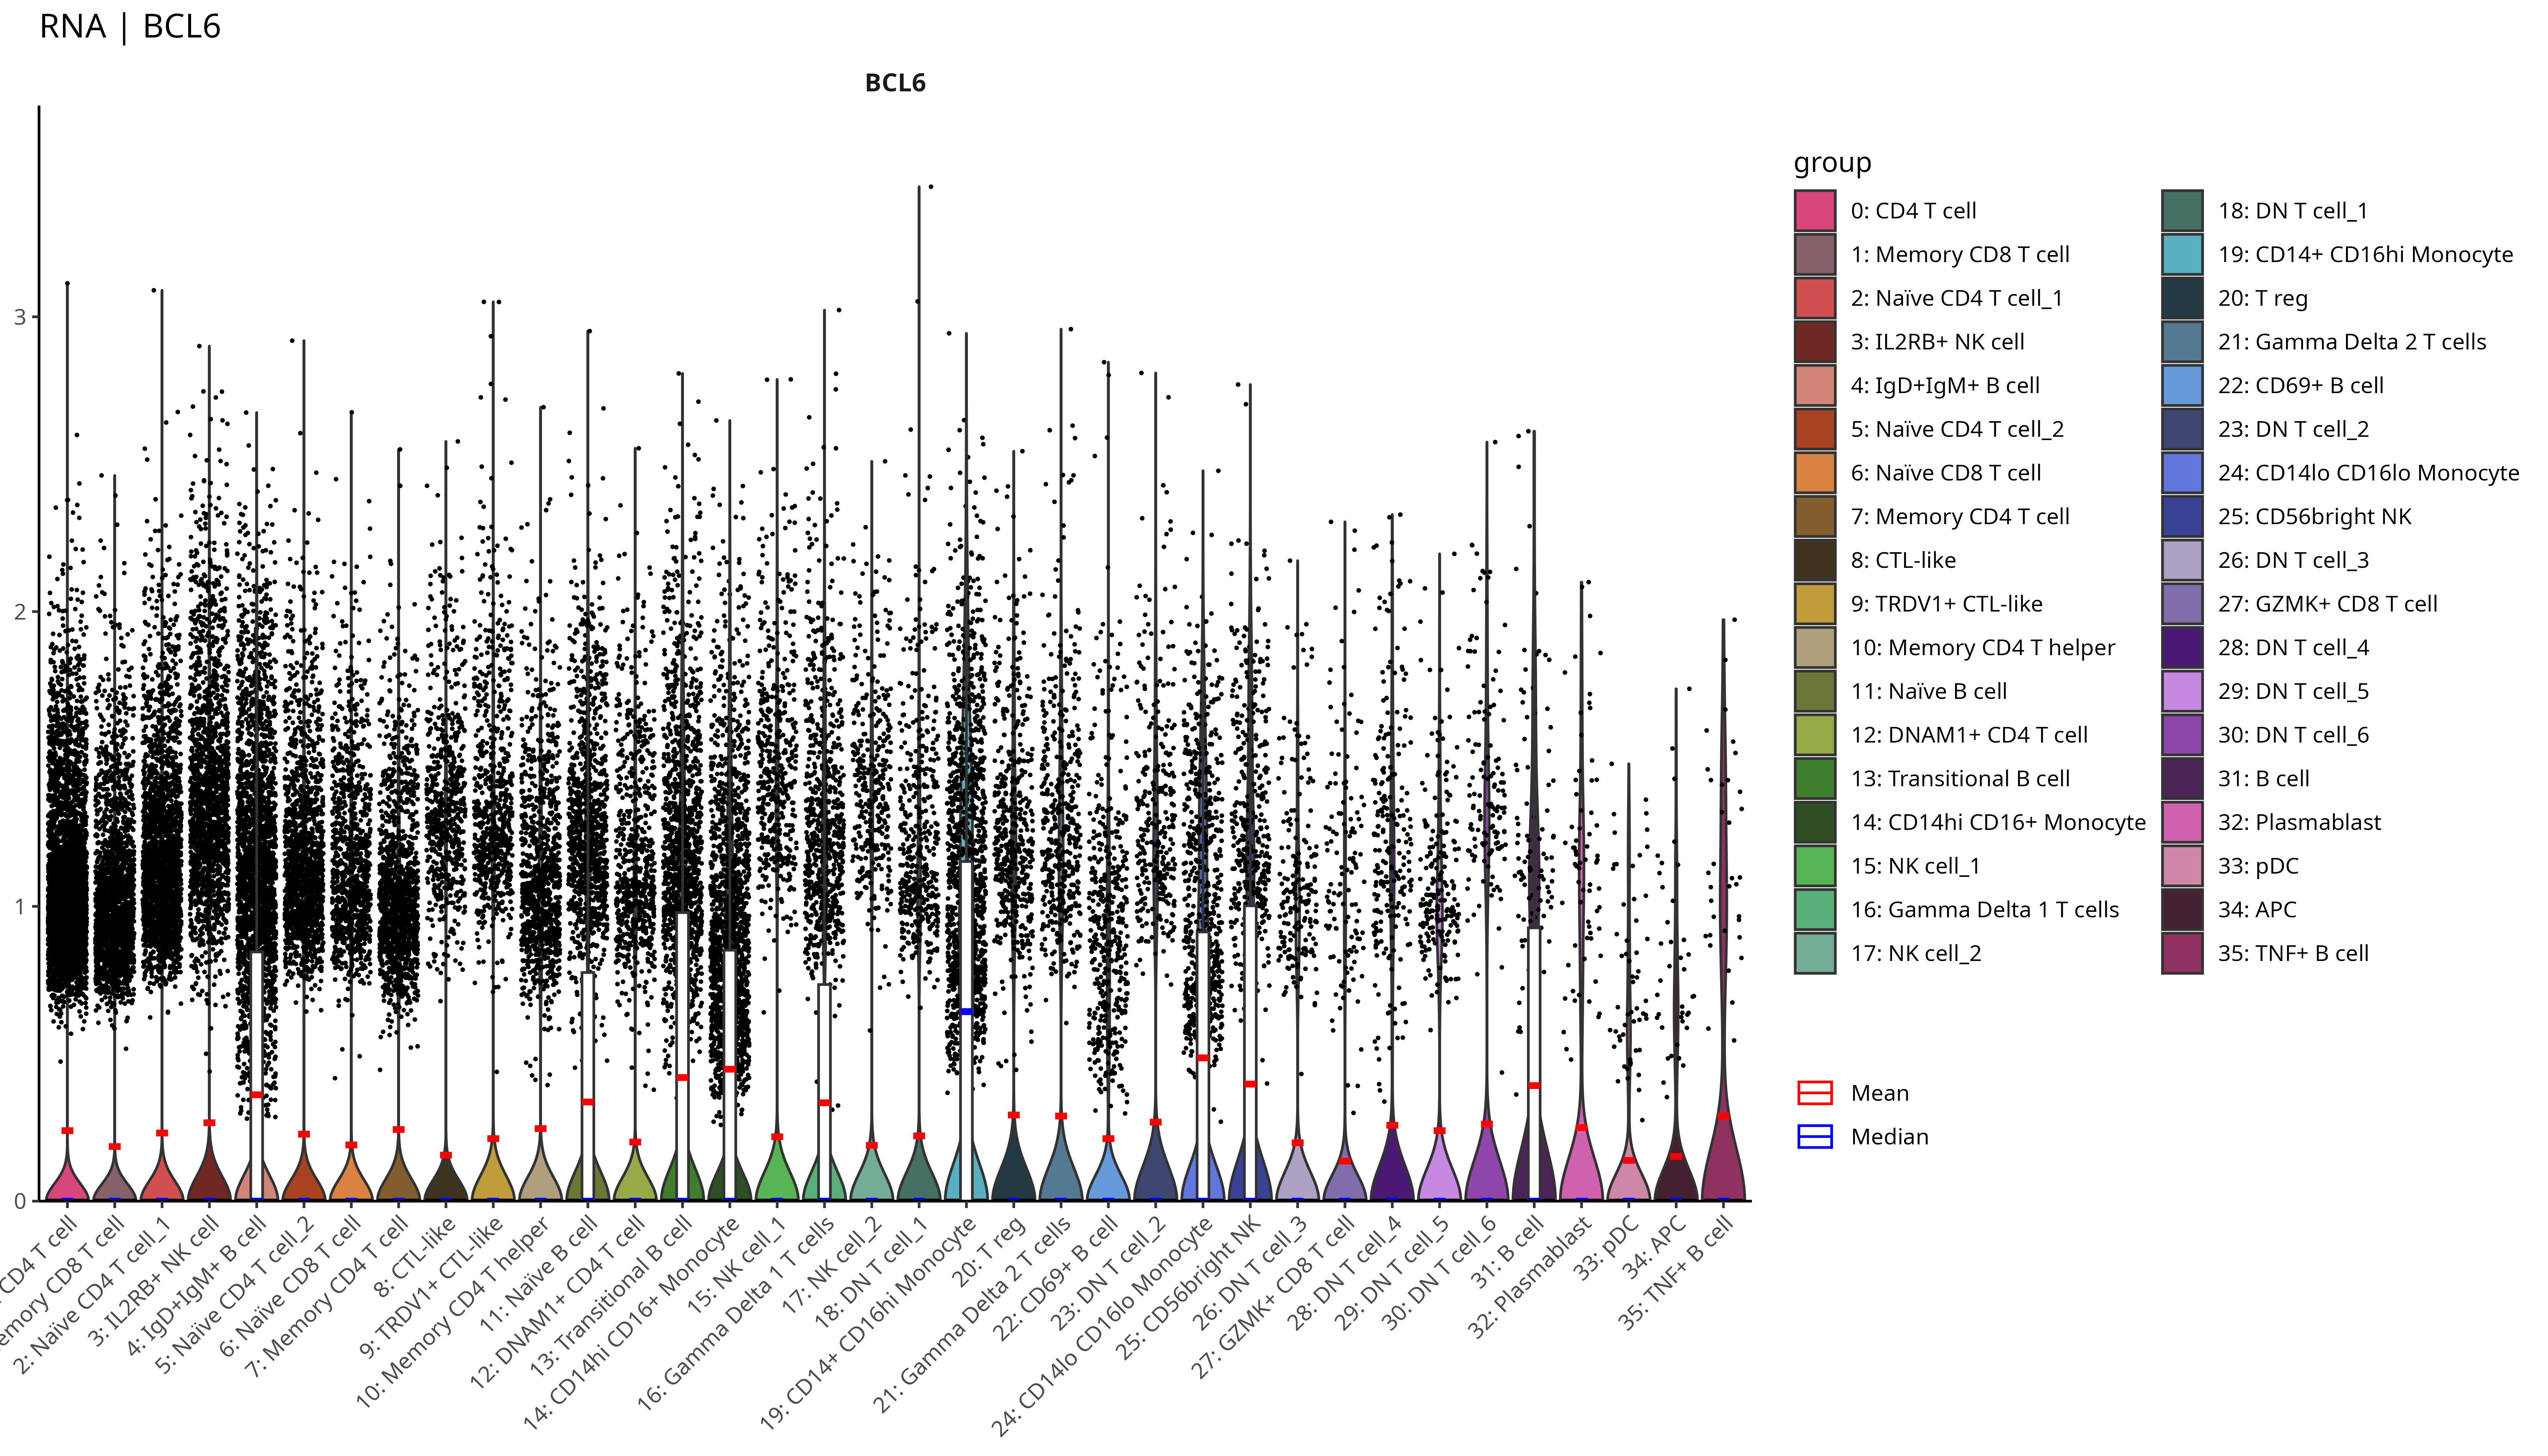 RNA | BCL6
BCL6
3
2
1
0
CD4 T cell
2: Naïve CD4 T cell_1
3: IL2RB+ NK cell
4: IgD+IgM+ B cell
5: Naïve CD4 T cell_2
6: Naïve CD8 T cell
7: Memory CD4 T cell
8: CTL-like
9: TRDV1+ CTL-like
10: Memory CD4 T helper
11: Naïve B cell
12: DNAM1+ CD4 T cell
13: Transitional B cell
14: CD14hi CD16+ Monocyte
15: NK cell_1
16: Gamma Delta 1 T cells
17: NK cell_2
18: DN T cell_1
19: CD14+ CD16hi Monocyte
20: T reg
21: Gamma Delta 2 T cells
22: CD69+ B cell
23: DN T cell_2
24: CD14lo CD16lo Monocyte
25: CD56bright NK
26: DN T cell_3
27: GZMK+ CD8 T cell
28: DN T cell_4
29: DN T cell_5
30: DN T cell_6
31: B cell
32: Plasmablast
33: pDC
34: APC
35: TNF+ B cell
group
0: CD4 T cell
1: Memory CD8 T cell
2: Naïve CD4 T cell_1
3: IL2RB+ NK cell
4: IgD+IgM+ B cell
5: Naïve CD4 T cell_2
6: Naïve CD8 T cell
7: Memory CD4 T cell
8: CTL-like
9: TRDV1+ CTL-like
10: Memory CD4 T helper
11: Naïve B cell
12: DNAM1+ CD4 T cell
13: Transitional B cell
14: CD14hi CD16+ Monocyte
15: NK cell_1
16: Gamma Delta 1 T cells
17: NK cell_2
18: DN T cell_1
19: CD14+ CD16hi Monocyte
20: T reg
21: Gamma Delta 2 T cells
22: CD69+ B cell
23: DN T cell_2
24: CD14lo CD16lo Monocyte
25: CD56bright NK
26: DN T cell_3
27: GZMK+ CD8 T cell
28: DN T cell_4
29: DN T cell_5
30: DN T cell_6
31: B cell
32: Plasmablast
33: pDC
34: APC
35: TNF+ B cell
Mean
Median